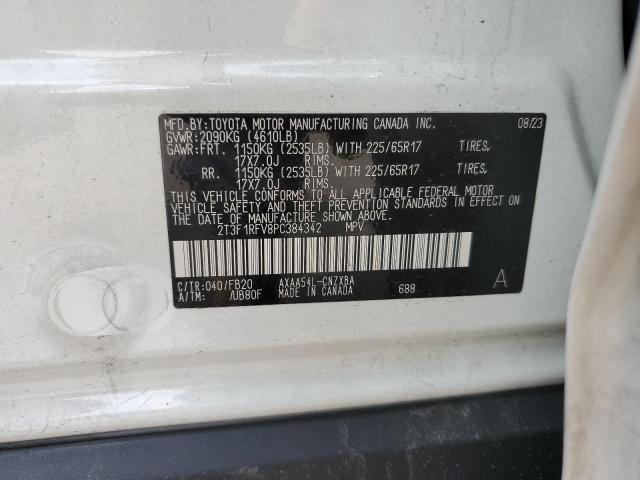 MFD.BY:TOYOTA MOTOR MANUFACTURING CANADA INC. 08/23
GVWR:2090KG (4610LB)
GAWR:FRT. 1150KG (2535LB) WITH 225/65R17 TIRES,
17X7.0J RIMS.
RR. 1150KG (2535LB) WITH 225/65R17 TIRES,
17X7.0J RIMS.
THIS VEHICLE CONFORMS TO ALL APPLICABLE FEDERAL MOTOR
VEHICLE SAFETY AND THEFT PREVENTION STANDARDS IN EFFECT ON
THE DATE OF MANUFACTURE SHOWN ABOVE.
2T3F1RFV8PC384342 MPV
C/TR:040/FB20 AXAA54L-CNZXBA
A/TM: /UB80F MADE IN CANADA 688 A